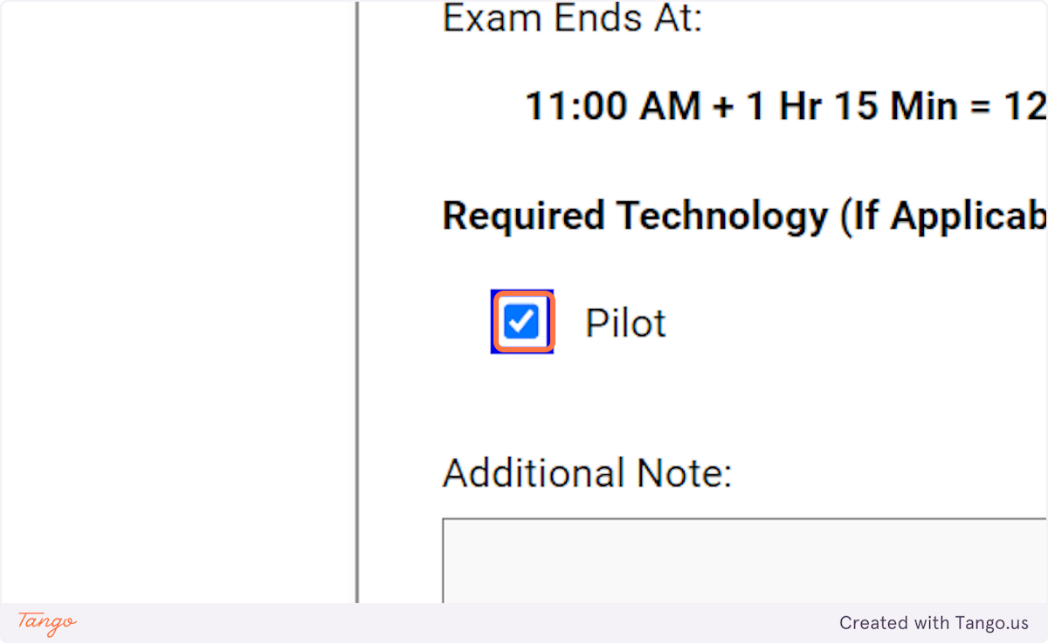 Exam Ends At:
11:00 AM + 1 Hr 15 Min = 12
Required Technology (If Applicab
Pilot
Additional Note:
Tango
Created with Tango.us